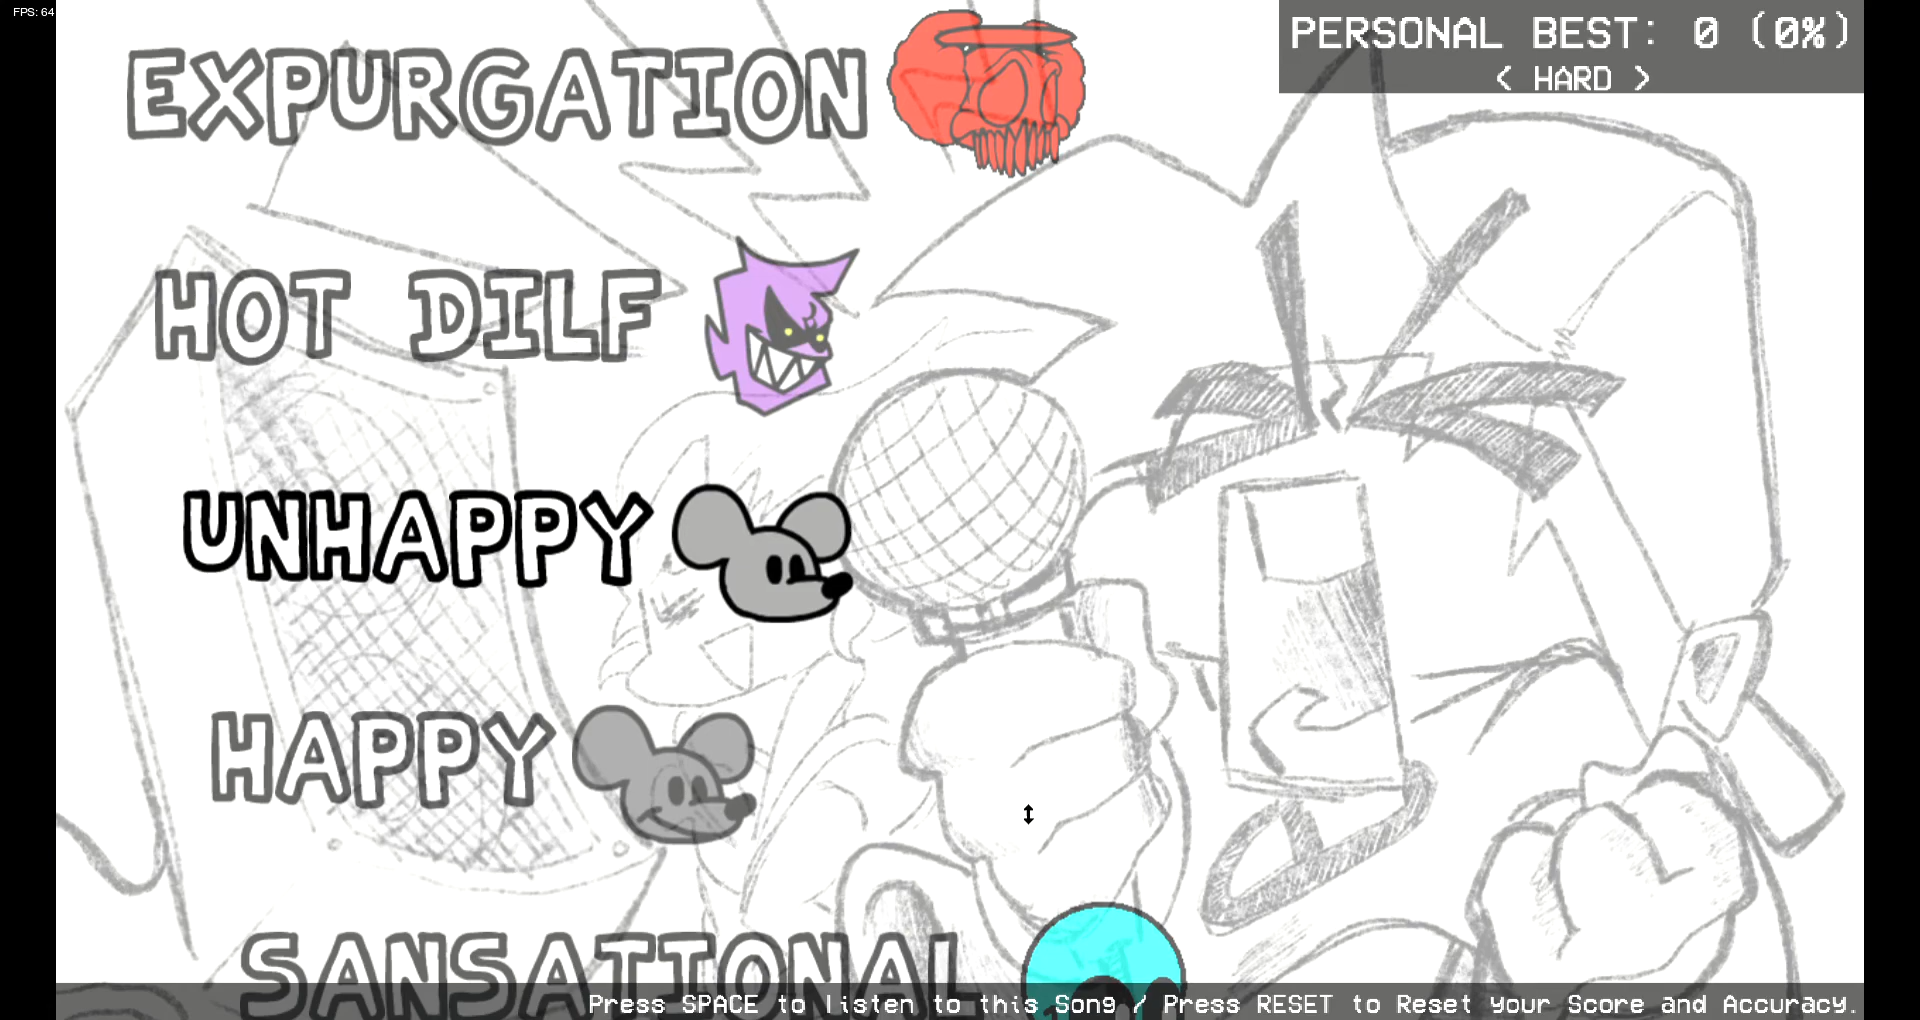 FPS: 64
PERSONAL BEST: 0 (0%)
< HARD >
EXPURGATION
HOT DILF
UNHAPPY
HAPPY
SANSATIONAL
Press SPACE to listen to this Song / Press RESET to Reset your Score and Accuracy.